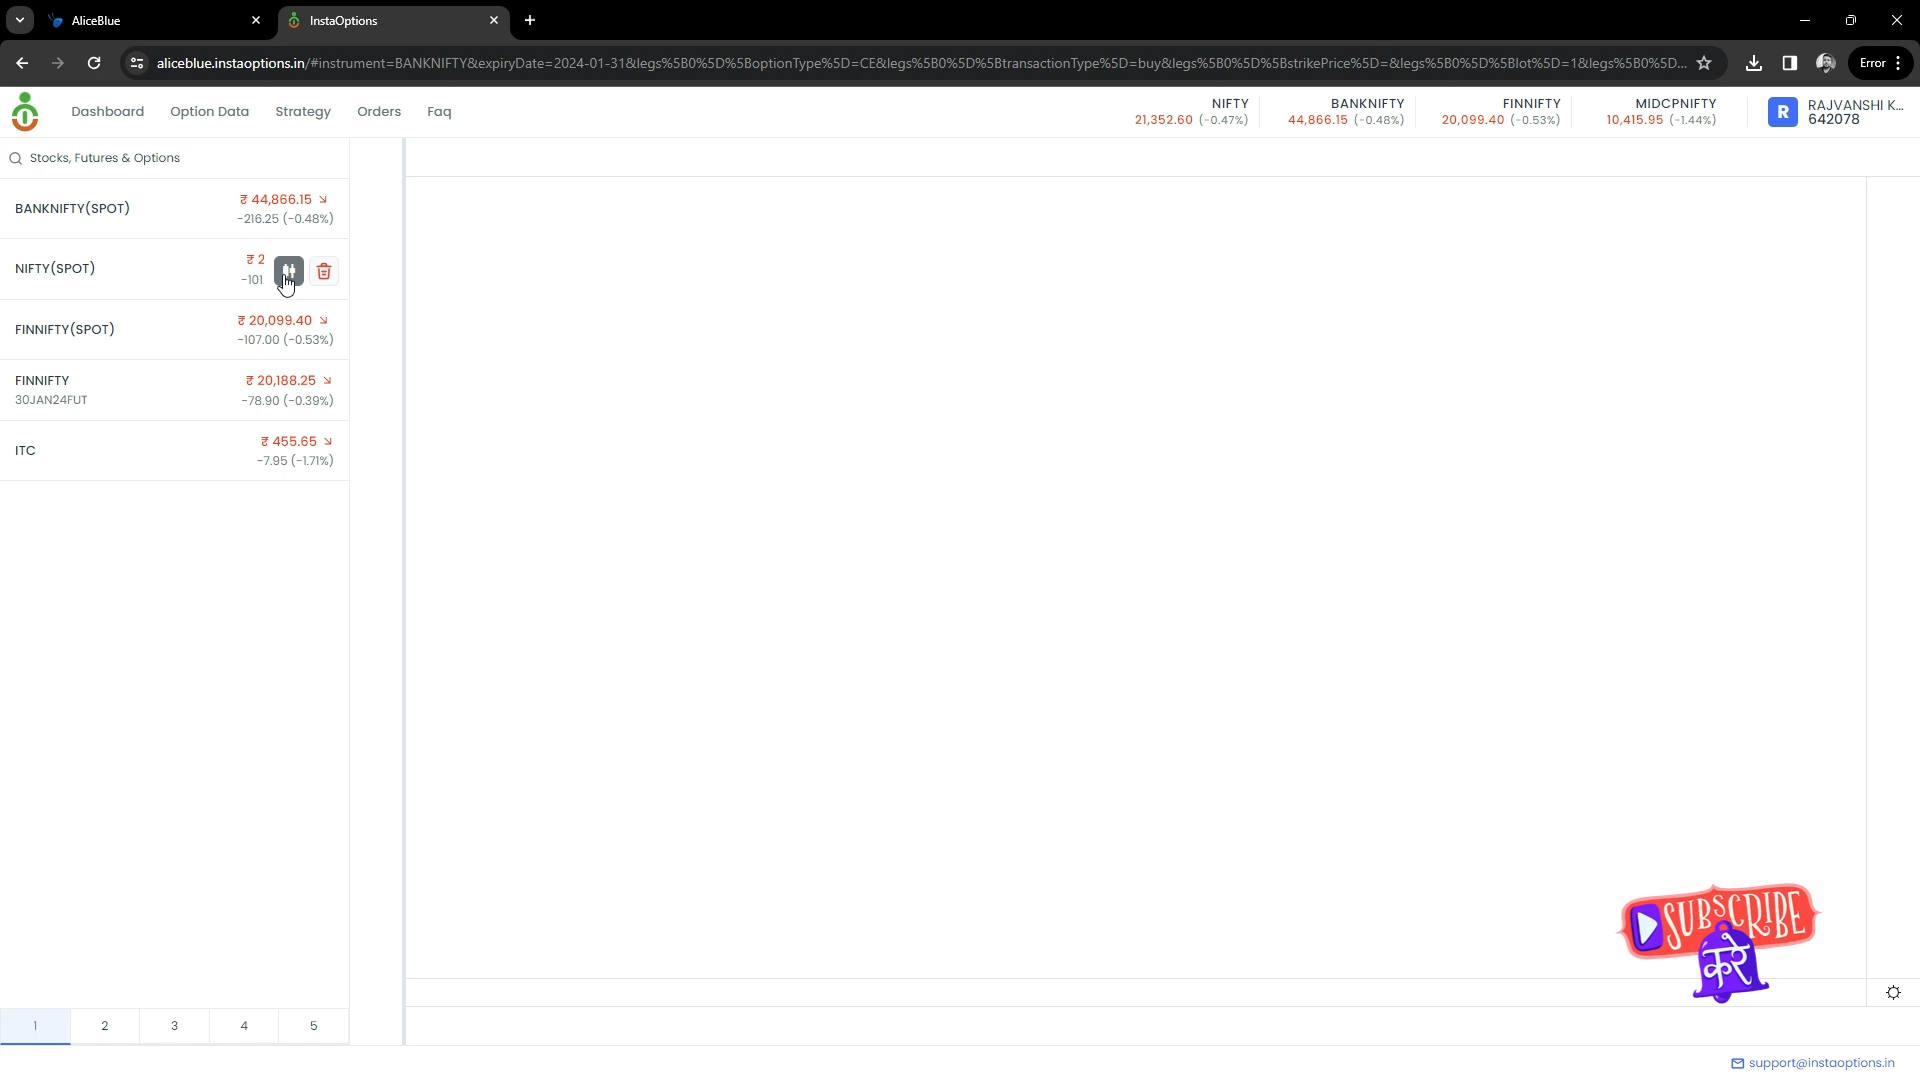 AliceBlue
InstaOptions
aliceblue.instaoptions.in/#instrument=BANKNIFTY&expiryDate=2024-01-31&legs%5B0%5D%5BoptionType%5D=CE&legs%5B0%5D%5BtransactionType%5D=buy&legs%5B0%5D%5BstrikePrice%5D=&legs%5B0%5D%5Blot%5D=1&legs%5B0%5D...
Error
Dashboard Option Data Strategy Orders Faq
NIFTY
21,352.60 (-0.47%)
BANKNIFTY
44,866.15 (-0.48%)
FINNIFTY
20,099.40 (-0.53%)
MIDCPNIFTY
10,415.95 (-1.44%)
R
RAJVANSHI K...
642078
Stocks, Futures & Options
BANKNIFTY(SPOT)
₹ 44,866.15
-216.25 (-0.48%)
NIFTY(SPOT)
₹ 2
-101.
FINNIFTY(SPOT)
₹ 20,099.40
-107.00 (-0.53%)
FINNIFTY
30JAN24FUT
₹ 20,188.25
-78.90 (-0.39%)
ITC
₹ 455.65
-7.95 (-1.71%)
SUBSCRIBE
करे
1 2 3 4 5
support@instaoptions.in